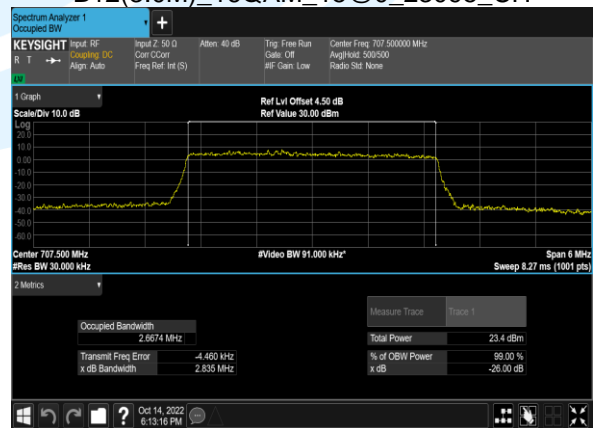 Spectrum Analyzer 1
Occupied BW
+
KEYSIGHT
R T
LXI
Input: RF
Coupling: DC
Align: Auto
Input Z: 50 Ω
Corr CCorr
Freq Ref: Int (S)
Atten: 40 dB
Trig: Free Run
Gate: Off
#IF Gain: Low
Center Freq: 707.500000 MHz
Avg|Hold: 500/500
Radio Std: None
1 Graph
Scale/Div 10.0 dB
Ref Lvl Offset 4.50 dB
Ref Value 30.00 dBm
Log
20.0
10.0
0.00
-10.0
-20.0
-30.0
-40.0
-50.0
-60.0
Center 707.500 MHz
#Video BW 91.000 kHz*
Span 6 MHz
#Res BW 30.000 kHz
Sweep 8.27 ms (1001 pts)
2 Metrics
Measure Trace
Trace 1
Occupied Bandwidth
2.6674 MHz
Total Power
23.4 dBm
Transmit Freq Error
-4.460 kHz
% of OBW Power
99.00 %
x dB Bandwidth
2.835 MHz
x dB
-26.00 dB
?
Oct 14, 2022
6:13:16 PM